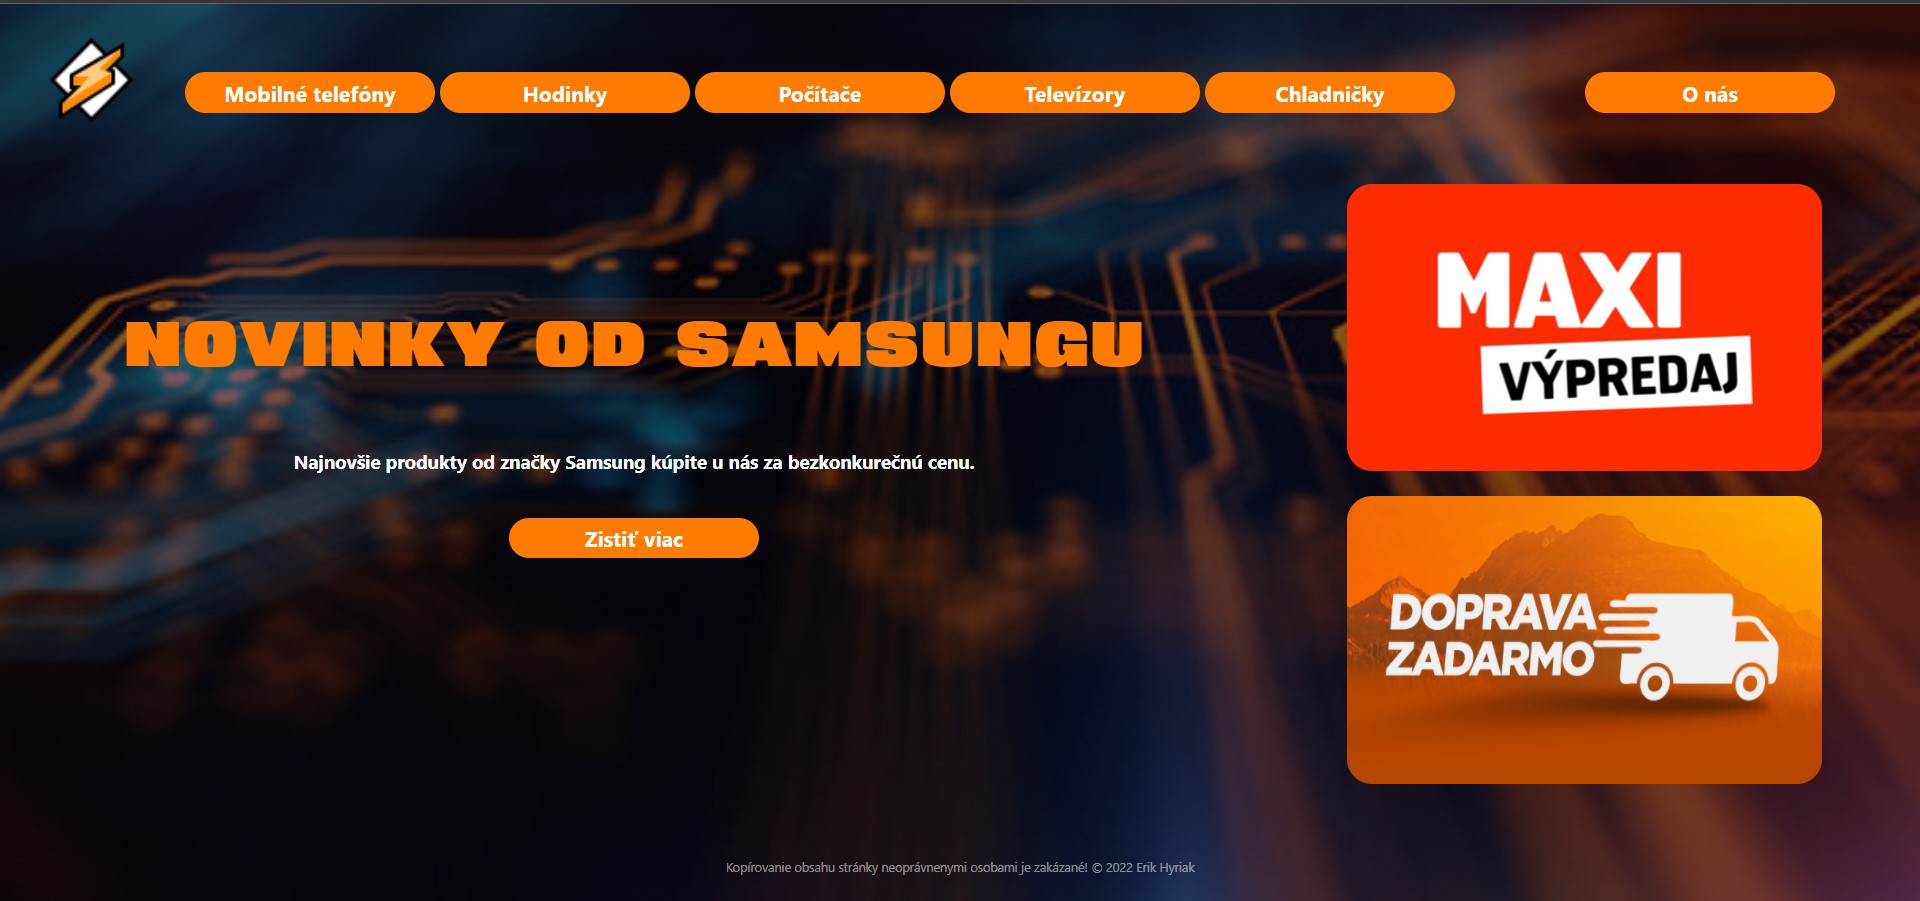 Mobilné telefóny
Hodinky
Počítače
Televízory
Chladničky
O nás
NOVINKY OD SAMSUNGU
Najnovšie produkty od značky Samsung kúpite u nás za bezkonkurečnú cenu.
Zistiť viac
MAXI
VÝPREDAJ
DOPRAVA
ZADARMO
Kopírovanie obsahu stránky neoprávnenymi osobami je zakázané! © 2022 Erik Hyriak